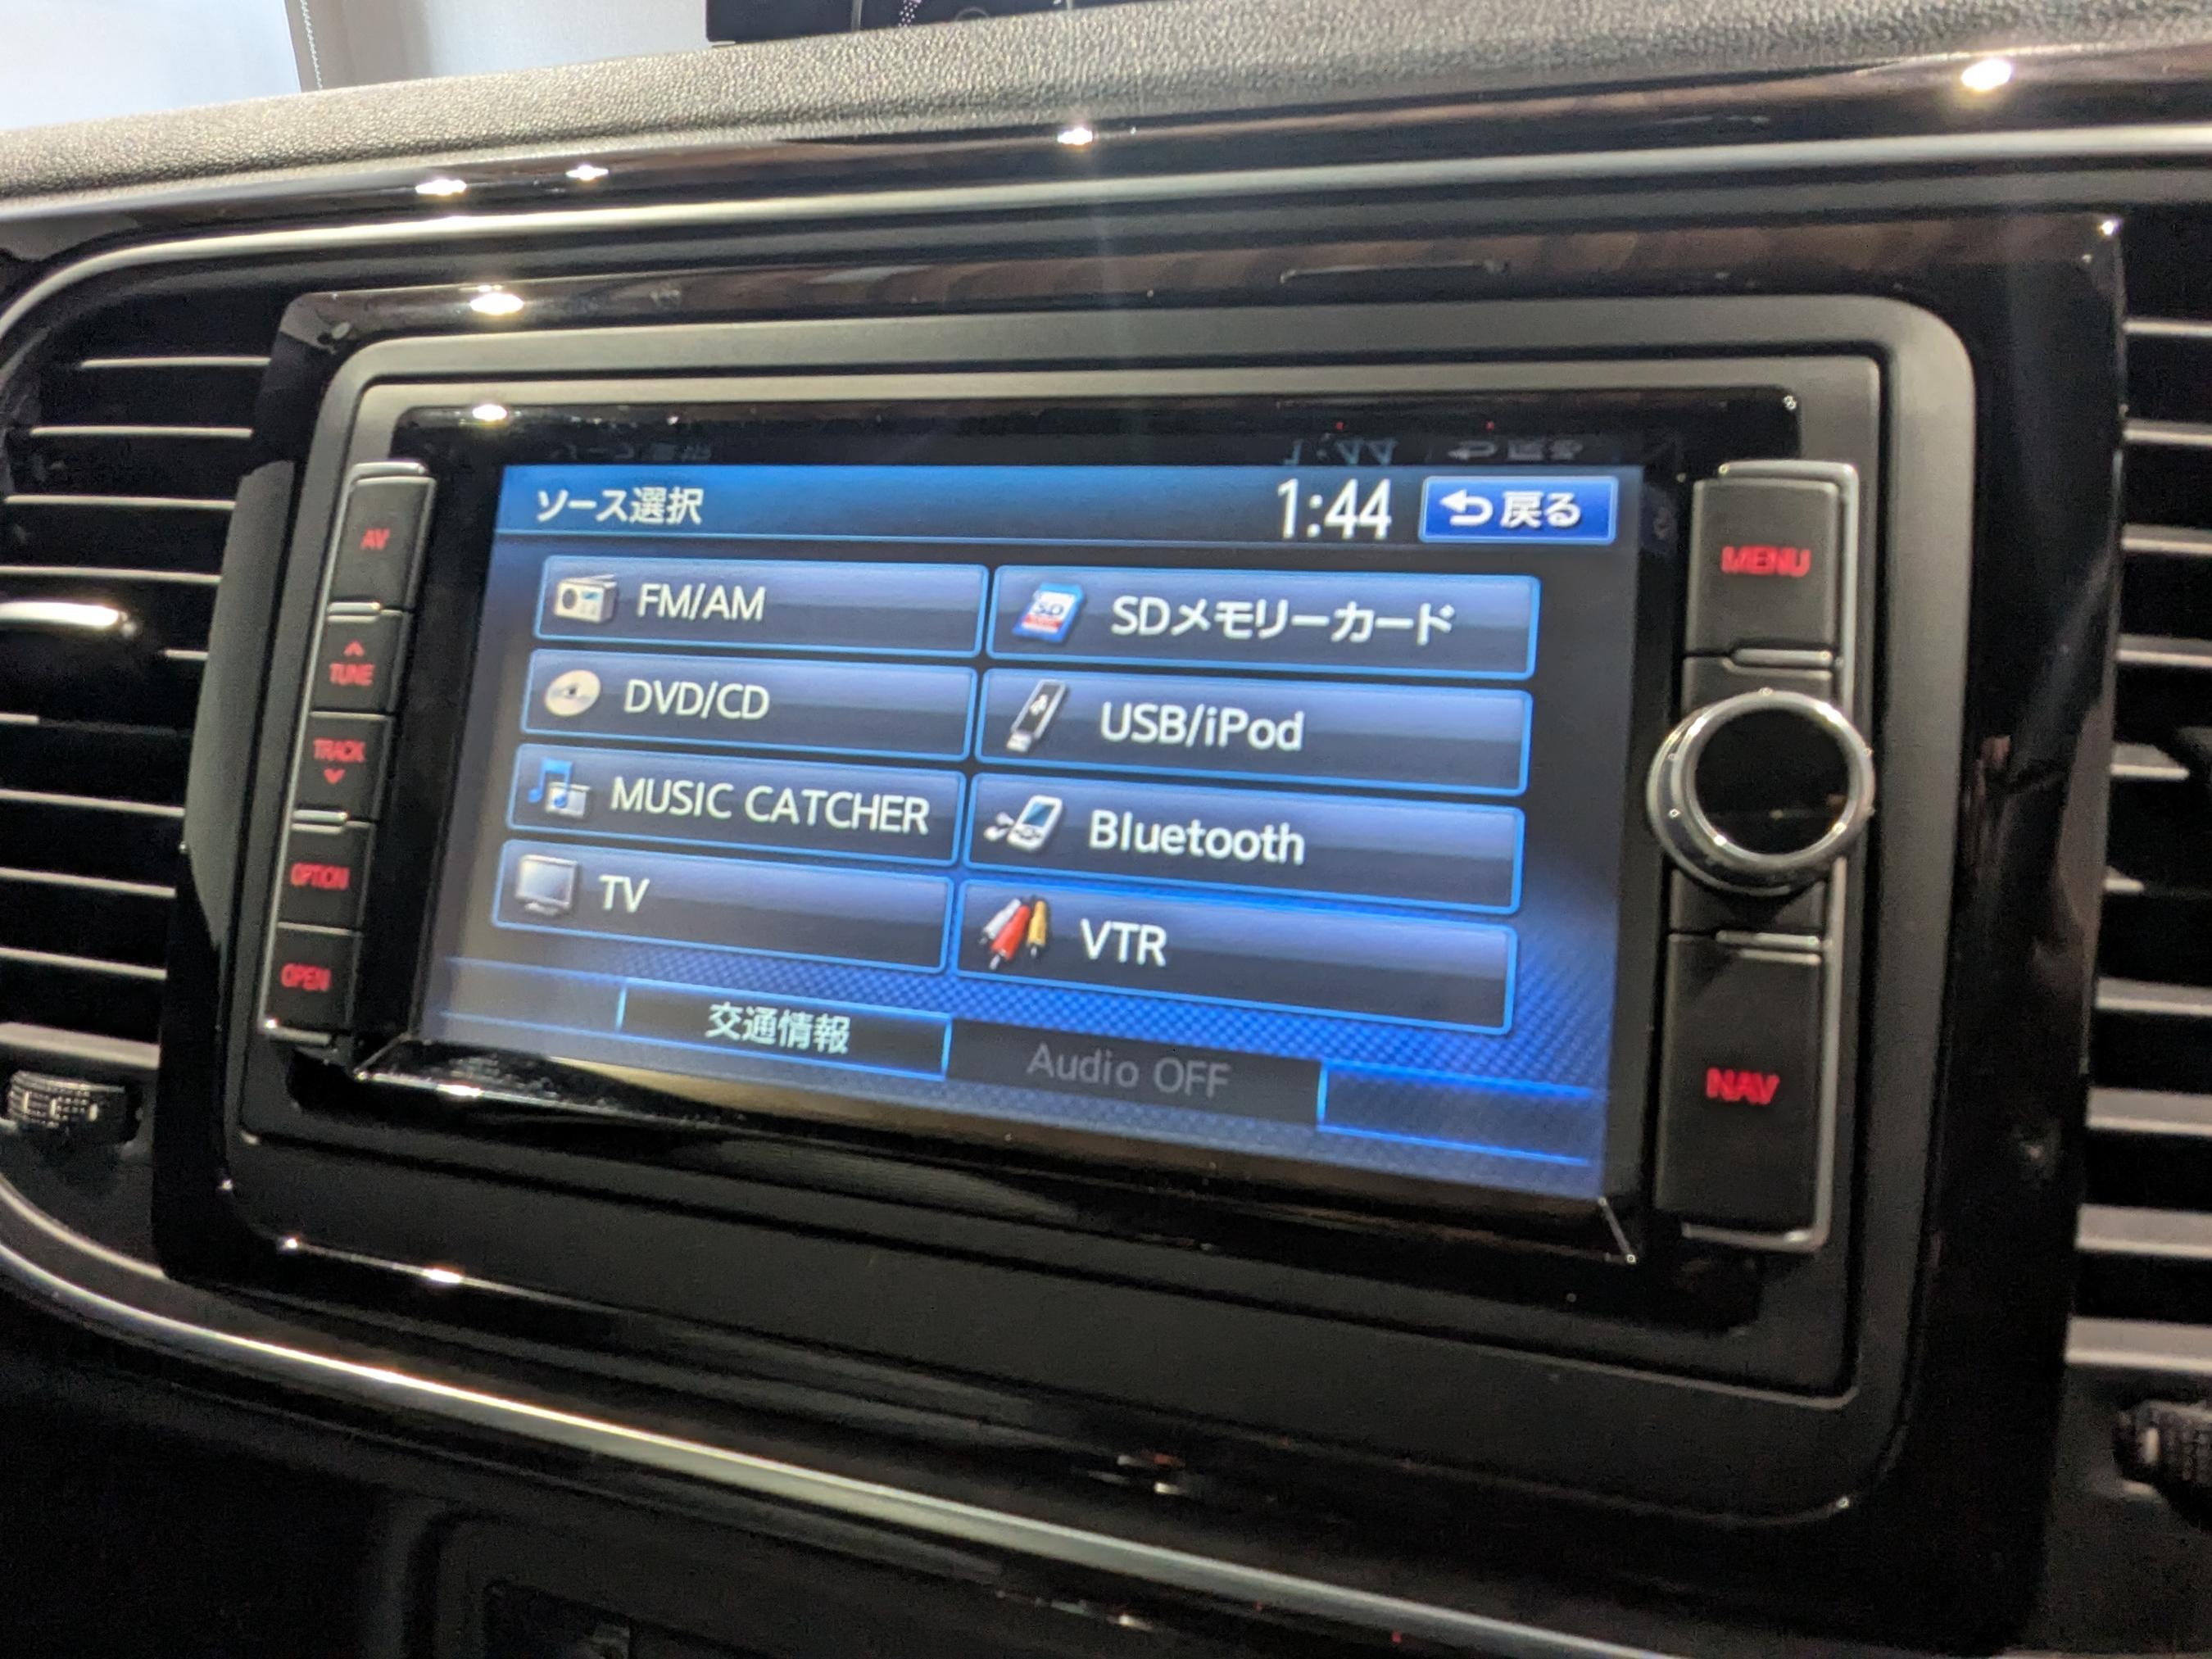 ソース選択
1:44
戻る
FM/AM
SDメモリーカード
DVD/CD
USB/iPod
MUSIC CATCHER
Bluetooth
TV
VTR
交通情報
Audio OFF
AV
TUNE
TRACK
OPTION
OPEN
MENU
NAV
SD